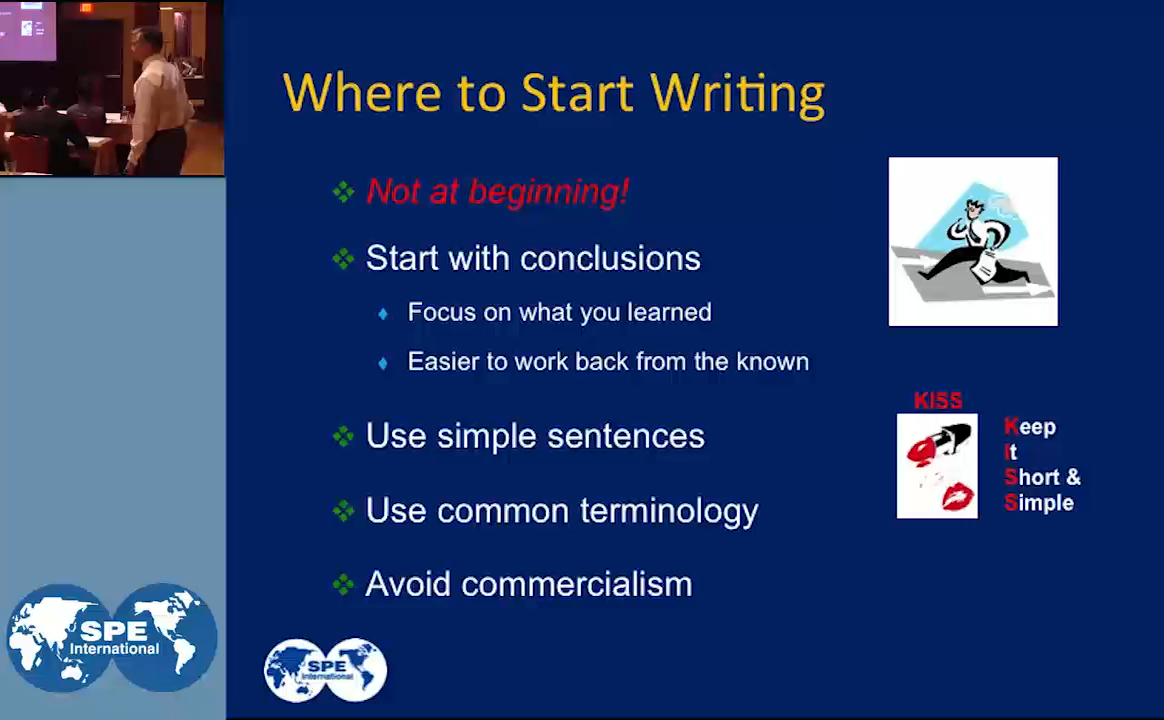 Where to Start Writing
Not at beginning!
Start with conclusions
Focus on what you learned
Easier to work back from the known
Use simple sentences
Use common terminology
Avoid commercialism
KISS
Keep
It
Short &
Simple
SPE
International
SPE
International